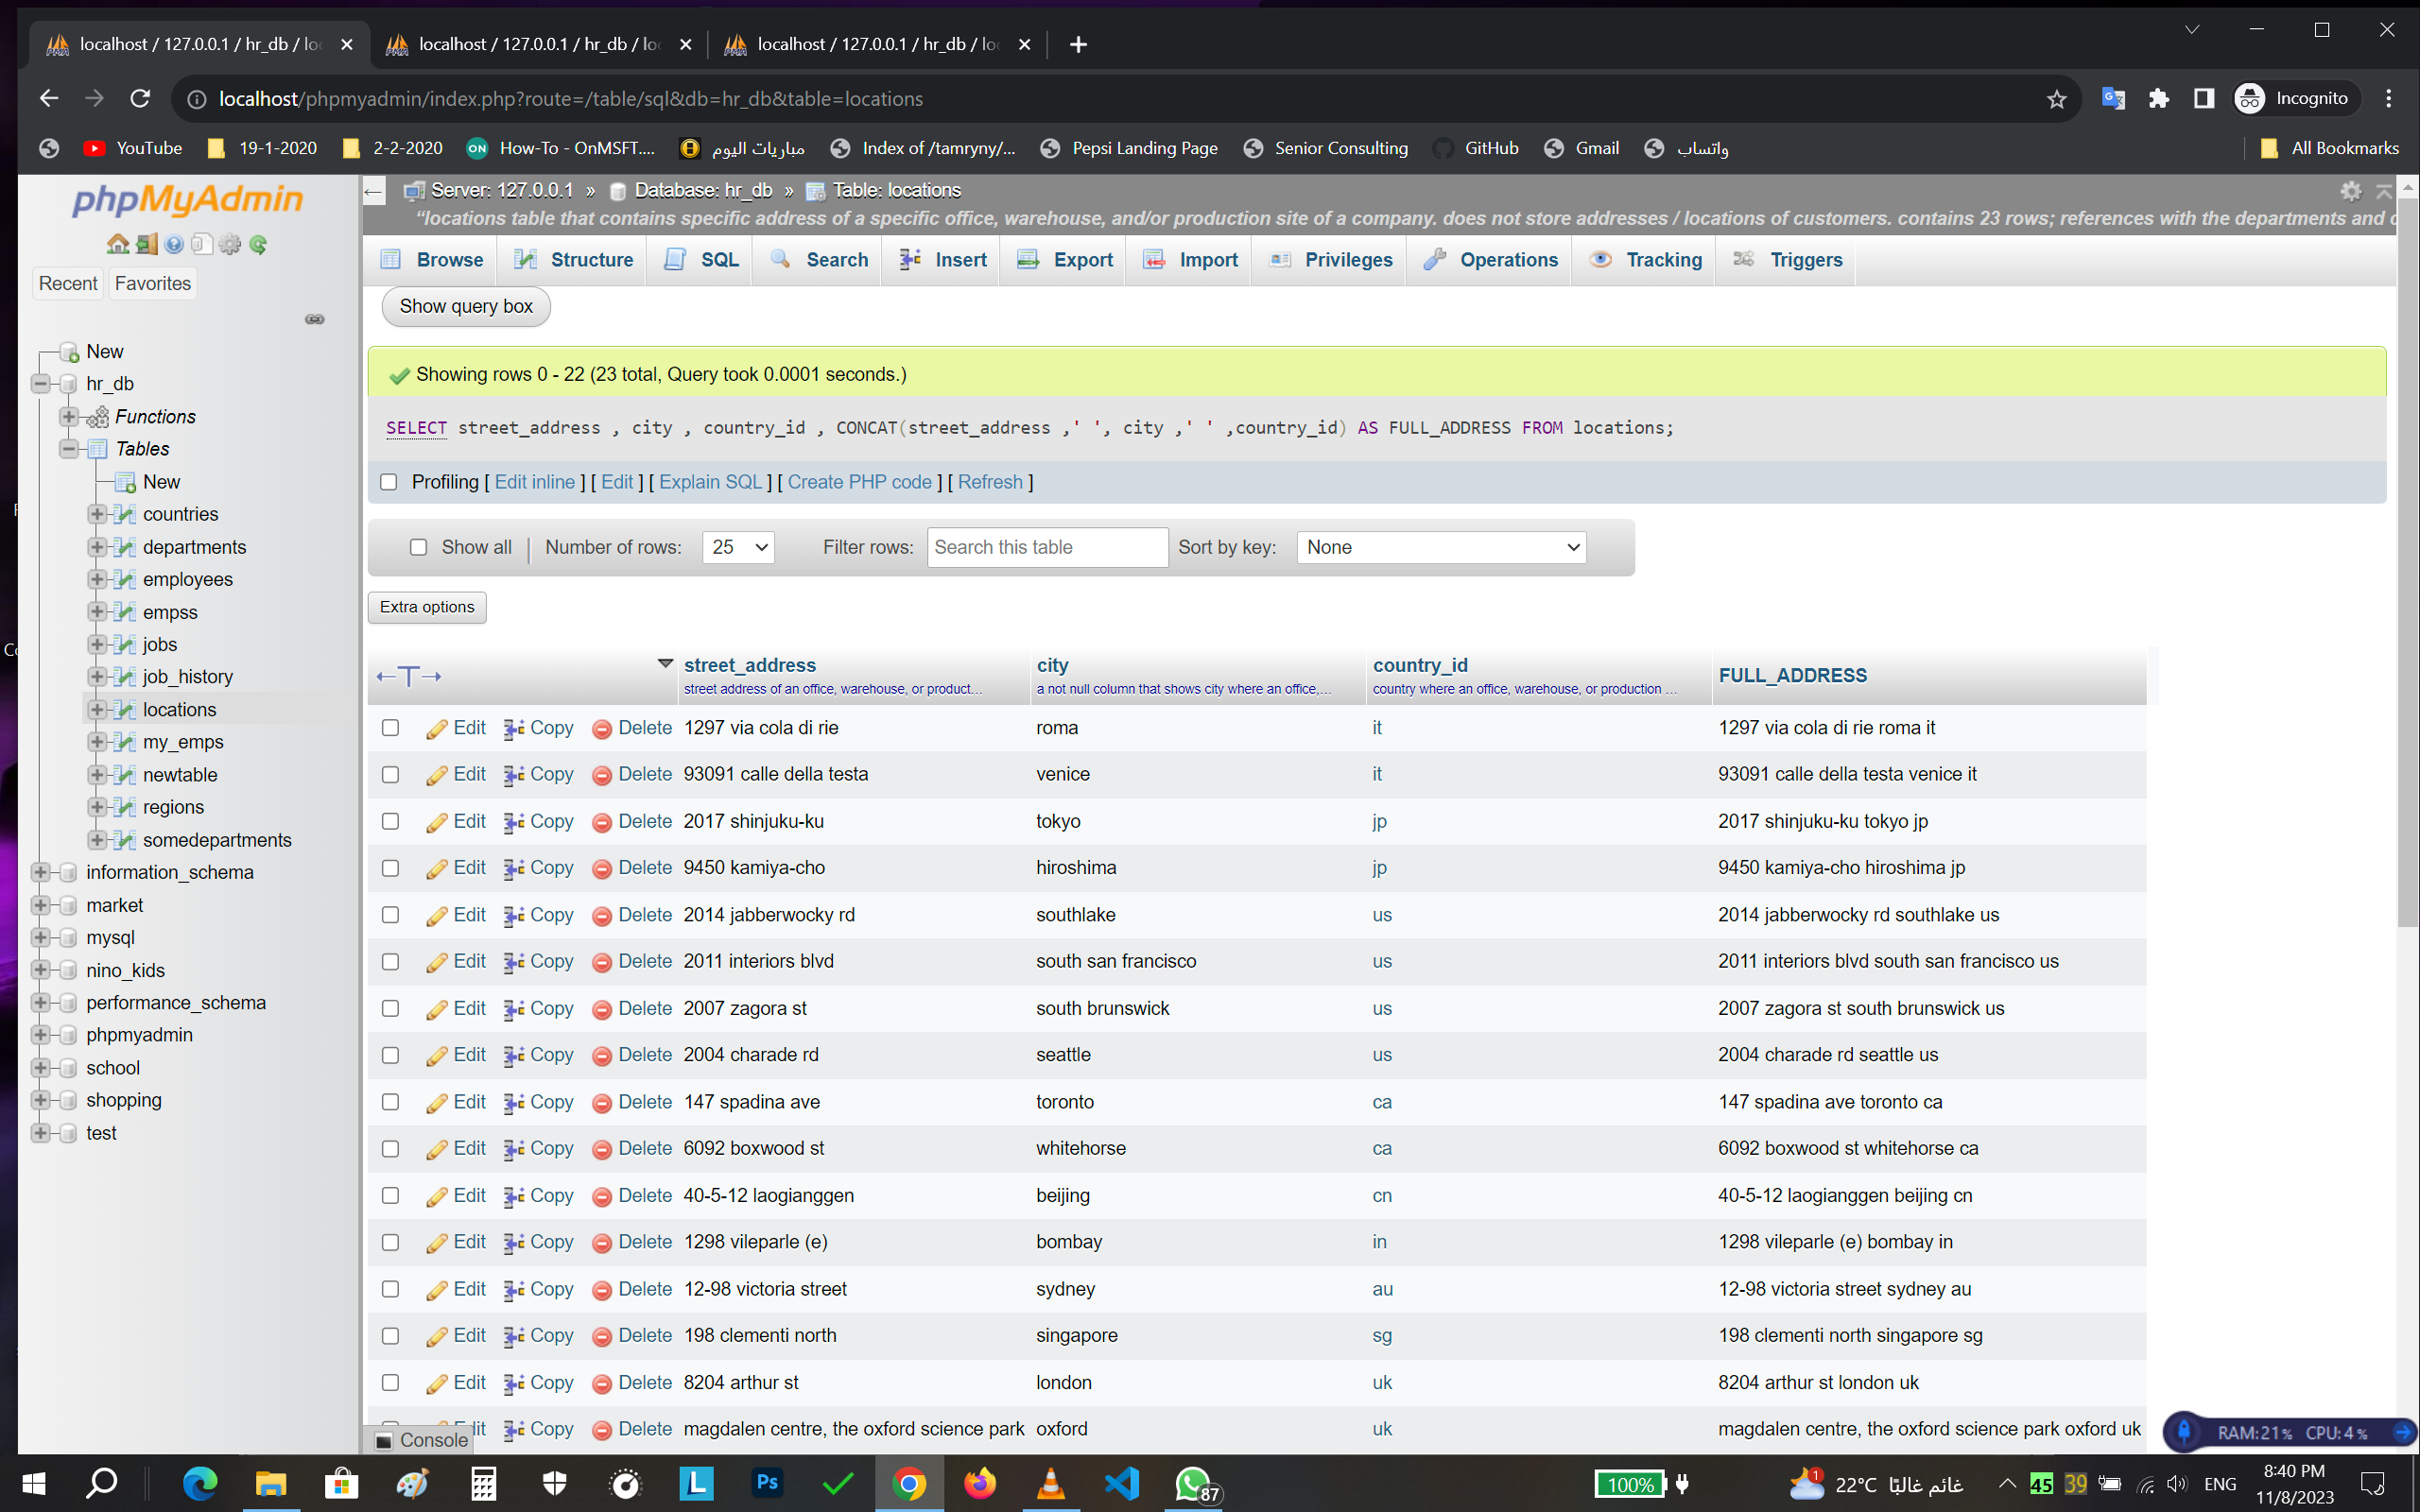 localhost / 127.0.0.1 / hr_db / loc
localhost / 127.0.0.1 / hr_db / loc
localhost / 127.0.0.1 / hr_db / loc
localhost/phpmyadmin/index.php?route=/table/sql&db=hr_db&table=locations
Incognito
YouTube 19-1-2020 2-2-2020 How-To - OnMSFT.... مباريات اليوم Index of /tamryny/... Pepsi Landing Page Senior Consulting GitHub Gmail واتساب All Bookmarks
phpMyAdmin
Recent Favorites
New
hr_db
Functions
Tables
New
countries
departments
employees
empss
jobs
job_history
locations
my_emps
newtable
regions
somedepartments
information_schema
market
mysql
nino_kids
performance_schema
phpmyadmin
school
shopping
test
Server: 127.0.0.1 » Database: hr_db » Table: locations
“locations table that contains specific address of a specific office, warehouse, and/or production site of a company. does not store addresses / locations of customers. contains 23 rows; references with the departments and c
Browse Structure SQL Search Insert Export Import Privileges Operations Tracking Triggers
Show query box
Showing rows 0 - 22 (23 total, Query took 0.0001 seconds.)
SELECT street_address , city , country_id , CONCAT(street_address ,' ', city ,' ' ,country_id) AS FULL_ADDRESS FROM locations;
Profiling [ Edit inline ] [ Edit ] [ Explain SQL ] [ Create PHP code ] [ Refresh ]
Show all Number of rows: 25 Filter rows: Search this table Sort by key: None
Extra options
street_address city country_id FULL_ADDRESS
street address of an office, warehouse, or product... a not null column that shows city where an office,... country where an office, warehouse, or production ...
Edit Copy Delete 1297 via cola di rie roma it 1297 via cola di rie roma it
Edit Copy Delete 93091 calle della testa venice it 93091 calle della testa venice it
Edit Copy Delete 2017 shinjuku-ku tokyo jp 2017 shinjuku-ku tokyo jp
Edit Copy Delete 9450 kamiya-cho hiroshima jp 9450 kamiya-cho hiroshima jp
Edit Copy Delete 2014 jabberwocky rd southlake us 2014 jabberwocky rd southlake us
Edit Copy Delete 2011 interiors blvd south san francisco us 2011 interiors blvd south san francisco us
Edit Copy Delete 2007 zagora st south brunswick us 2007 zagora st south brunswick us
Edit Copy Delete 2004 charade rd seattle us 2004 charade rd seattle us
Edit Copy Delete 147 spadina ave toronto ca 147 spadina ave toronto ca
Edit Copy Delete 6092 boxwood st whitehorse ca 6092 boxwood st whitehorse ca
Edit Copy Delete 40-5-12 laogianggen beijing cn 40-5-12 laogianggen beijing cn
Edit Copy Delete 1298 vileparle (e) bombay in 1298 vileparle (e) bombay in
Edit Copy Delete 12-98 victoria street sydney au 12-98 victoria street sydney au
Edit Copy Delete 198 clementi north singapore sg 198 clementi north singapore sg
Edit Copy Delete 8204 arthur st london uk 8204 arthur st london uk
Copy Delete magdalen centre, the oxford science park oxford uk magdalen centre, the oxford science park oxford uk
Console
RAM:21% CPU:4%
100% 1 22°C غائم غالبًا 45 39 ENG
87
8:40 PM
11/8/2023